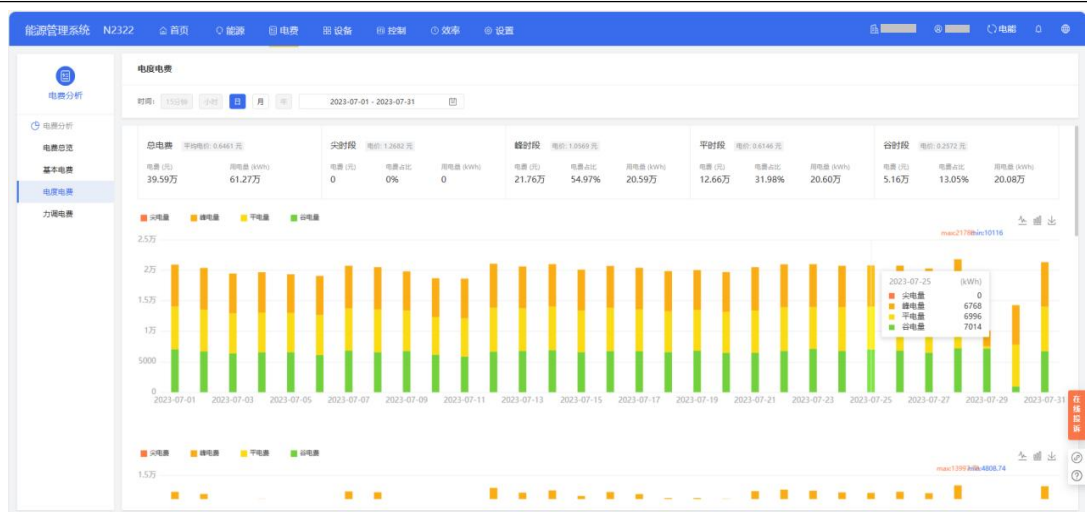 能源管理系统 N2322 首页 能源 电费 设备 控制 效率 设置 电能
电费分析
电费分析
电费总览
基本电费
电度电费
力调电费
电度电费
时间: 15分钟 小时 日 月 年 2023-07-01 - 2023-07-31
总电费 平均电价: 0.6461 元
电费 (元) 用电量 (kWh)
39.59万 61.27万
尖时段 电价: 1.2682 元
电费 (元) 电费占比 用电量 (kWh)
0 0% 0
峰时段 电价: 1.0569 元
电费 (元) 电费占比 用电量 (kWh)
21.76万 54.97% 20.59万
平时段 电价: 0.6146 元
电费 (元) 电费占比 用电量 (kWh)
12.66万 31.98% 20.60万
谷时段 电价: 0.2572 元
电费 (元) 电费占比 用电量 (kWh)
5.16万 13.05% 20.08万
尖电量 峰电量 平电量 谷电量
min:10116
2.5万
2万
1.5万
1万
5000
0
2023-07-25 (kWh)
尖电量 0
峰电量 6768
平电量 6996
谷电量 7014
2023-07-01 2023-07-03 2023-07-05 2023-07-07 2023-07-09 2023-07-11 2023-07-13 2023-07-15 2023-07-17 2023-07-19 2023-07-21 2023-07-23 2023-07-25 2023-07-27 2023-07-29 2023-07-31
尖电费 峰电费 平电费 谷电费
1.5万